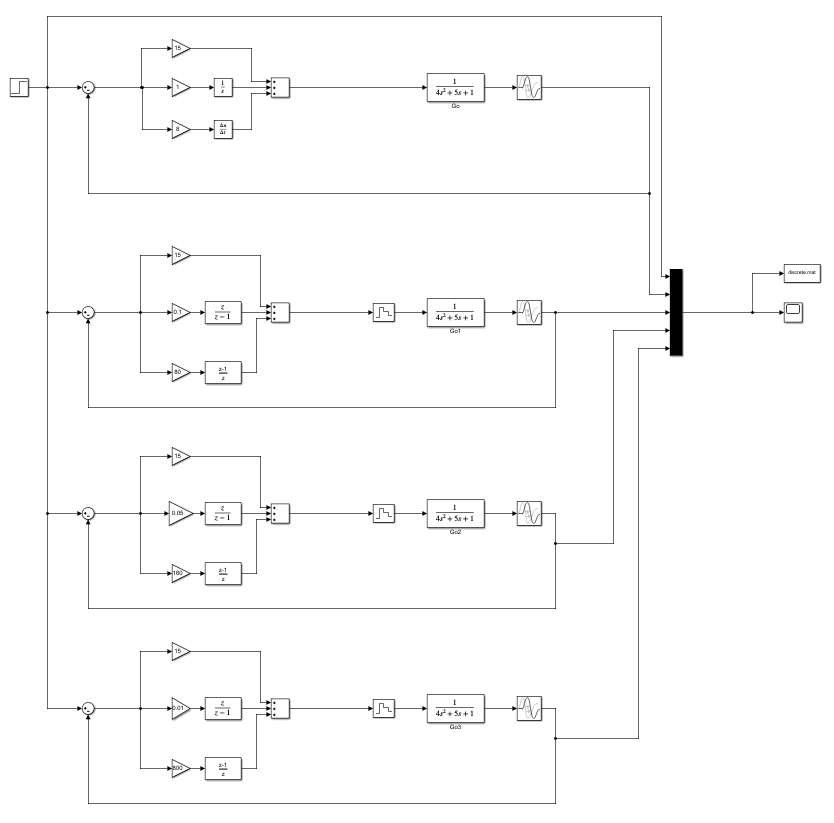 15
1
1
s
8
Δu
Δt
1
4s² + 5s + 1
Go
15
0.1
z
z − 1
80
z-1
z
1
4s² + 5s + 1
Go1
discrete.mat
15
0.05
z
z − 1
160
z-1
z
1
4s² + 5s + 1
Go2
15
0.01
z
z − 1
800
z-1
z
1
4s² + 5s + 1
Go3